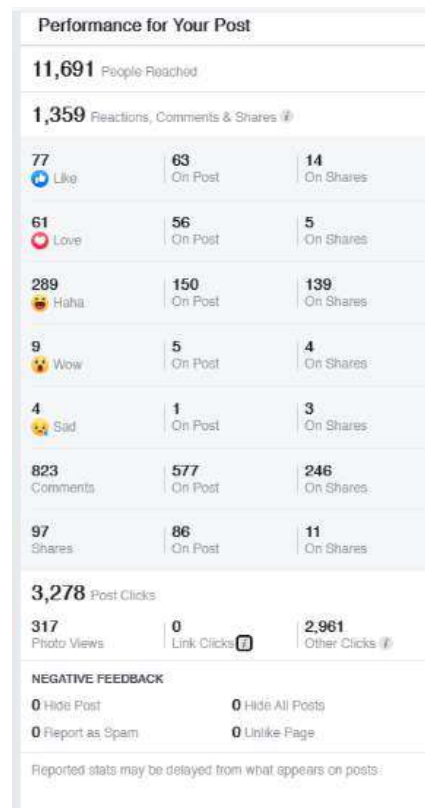 Performance for Your Post
11,691 People Reached
1,359 Reactions, Comments & Shares i
77 63 14
Like On Post On Shares
61 56 5
Love On Post On Shares
289 150 139
Haha On Post On Shares
9 5 4
Wow On Post On Shares
4 1 3
Sad On Post On Shares
823 577 246
Comments On Post On Shares
97 86 11
Shares On Post On Shares
3,278 Post Clicks
317 0 2,961
Photo Views Link Clicks i Other Clicks i
NEGATIVE FEEDBACK
0 Hide Post 0 Hide All Posts
0 Report as Spam 0 Unlike Page
Reported stats may be delayed from what appears on posts